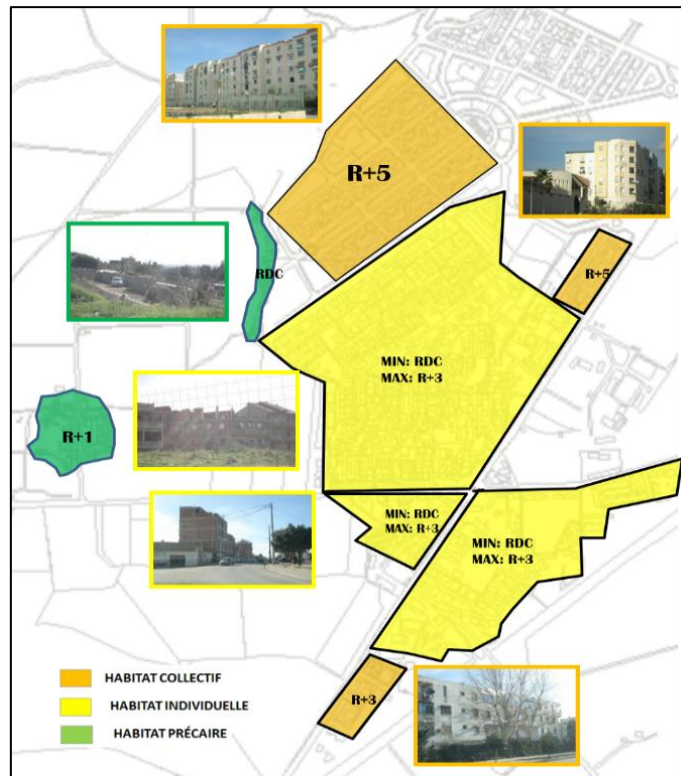 R+5
R+5
RDC
MIN: RDC
MAX: R+3
R+1
MIN: RDC
MAX: R+3
MIN: RDC
MAX: R+3
R+3
HABITAT COLLECTIF
HABITAT INDIVIDUELLE
HABITAT PRÉCAIRE